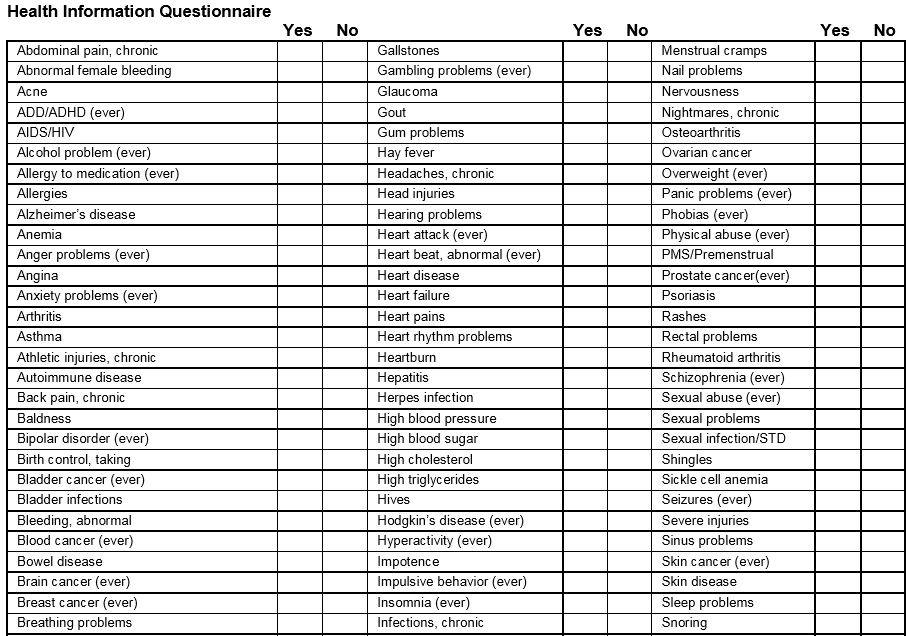 Health Information Questionnaire
Yes No Yes No Yes No
Abdominal pain, chronic Gallstones Menstrual cramps
Abnormal female bleeding Gambling problems (ever) Nail problems
Acne Glaucoma Nervousness
ADD/ADHD (ever) Gout Nightmares, chronic
AIDS/HIV Gum problems Osteoarthritis
Alcohol problem (ever) Hay fever Ovarian cancer
Allergy to medication (ever) Headaches, chronic Overweight (ever)
Allergies Head injuries Panic problems (ever)
Alzheimer's disease Hearing problems Phobias (ever)
Anemia Heart attack (ever) Physical abuse (ever)
Anger problems (ever) Heart beat, abnormal (ever) PMS/Premenstrual
Angina Heart disease Prostate cancer(ever)
Anxiety problems (ever) Heart failure Psoriasis
Arthritis Heart pains Rashes
Asthma Heart rhythm problems Rectal problems
Athletic injuries, chronic Heartburn Rheumatoid arthritis
Autoimmune disease Hepatitis Schizophrenia (ever)
Back pain, chronic Herpes infection Sexual abuse (ever)
Baldness High blood pressure Sexual problems
Bipolar disorder (ever) High blood sugar Sexual infection/STD
Birth control, taking High cholesterol Shingles
Bladder cancer (ever) High triglycerides Sickle cell anemia
Bladder infections Hives Seizures (ever)
Bleeding, abnormal Hodgkin's disease (ever) Severe injuries
Blood cancer (ever) Hyperactivity (ever) Sinus problems
Bowel disease Impotence Skin cancer (ever)
Brain cancer (ever) Impulsive behavior (ever) Skin disease
Breast cancer (ever) Insomnia (ever) Sleep problems
Breathing problems Infections, chronic Snoring